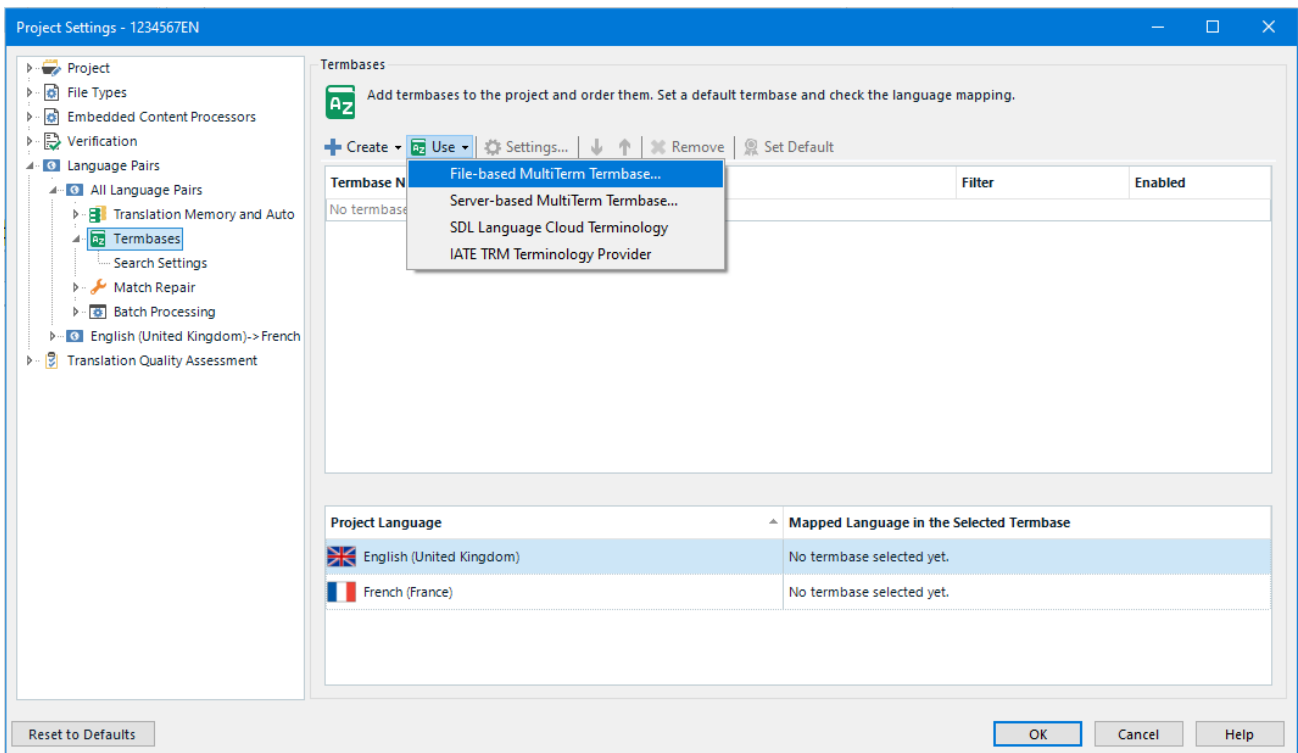 Project Settings - 1234567EN
Project
File Types
Embedded Content Processors
Verification
Language Pairs
All Language Pairs
Translation Memory and Auto
Termbases
Search Settings
Match Repair
Batch Processing
English (United Kingdom)->French
Translation Quality Assessment
Termbases
Add termbases to the project and order them. Set a default termbase and check the language mapping.
Create Use Settings... Remove Set Default
Termbase N Filter Enabled
No termbase
File-based MultiTerm Termbase...
Server-based MultiTerm Termbase...
SDL Language Cloud Terminology
IATE TRM Terminology Provider
Project Language Mapped Language in the Selected Termbase
English (United Kingdom) No termbase selected yet.
French (France) No termbase selected yet.
Reset to Defaults OK Cancel Help